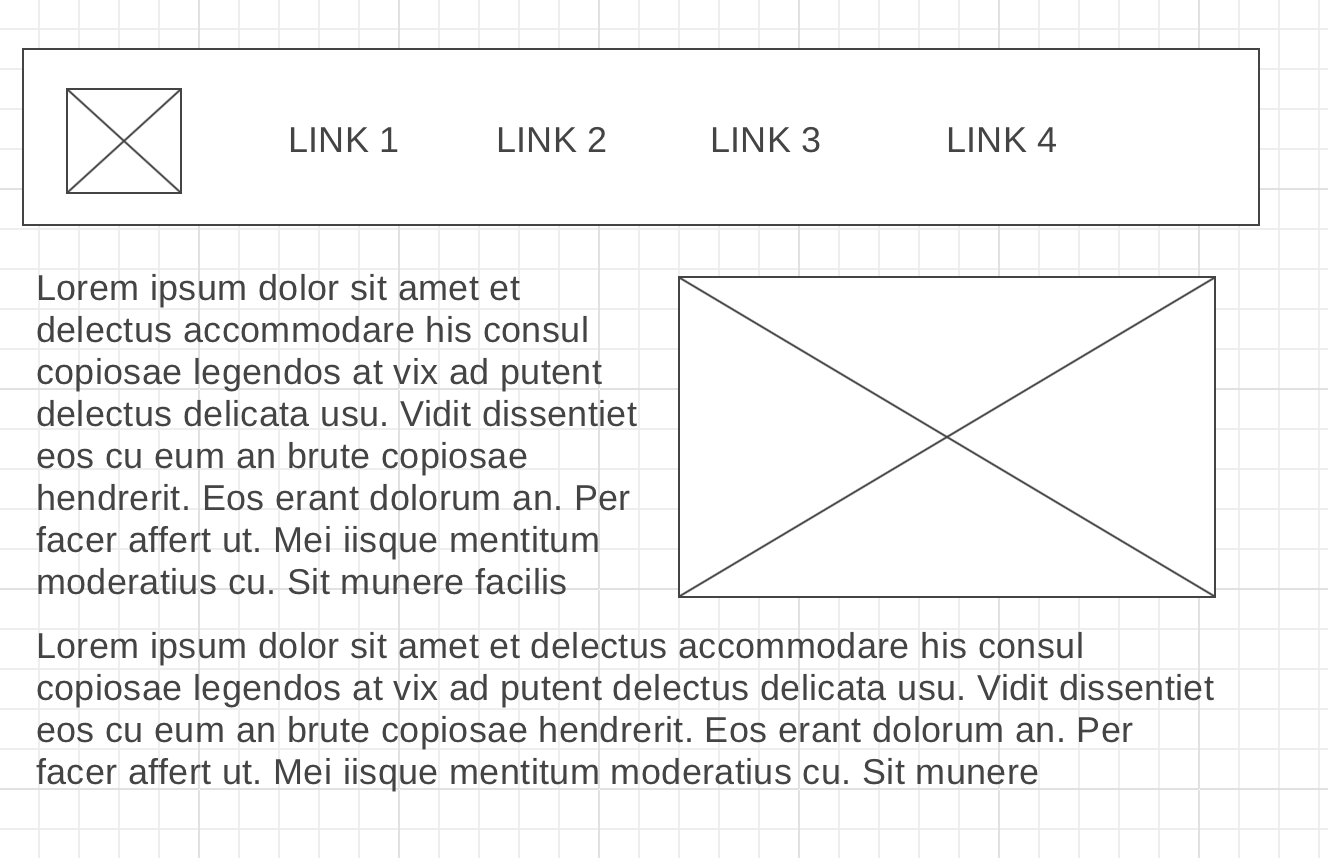 LINK 1 LINK 2 LINK 3 LINK 4
Lorem ipsum dolor sit amet et
delectus accommodare his consul
copiosae legendos at vix ad putent
delectus delicata usu. Vidit dissentiet
eos cu eum an brute copiosae
hendrerit. Eos erant dolorum an. Per
facer affert ut. Mei iisque mentitum
moderatius cu. Sit munere facilis
Lorem ipsum dolor sit amet et delectus accommodare his consul
copiosae legendos at vix ad putent delectus delicata usu. Vidit dissentiet
eos cu eum an brute copiosae hendrerit. Eos erant dolorum an. Per
facer affert ut. Mei iisque mentitum moderatius cu. Sit munere